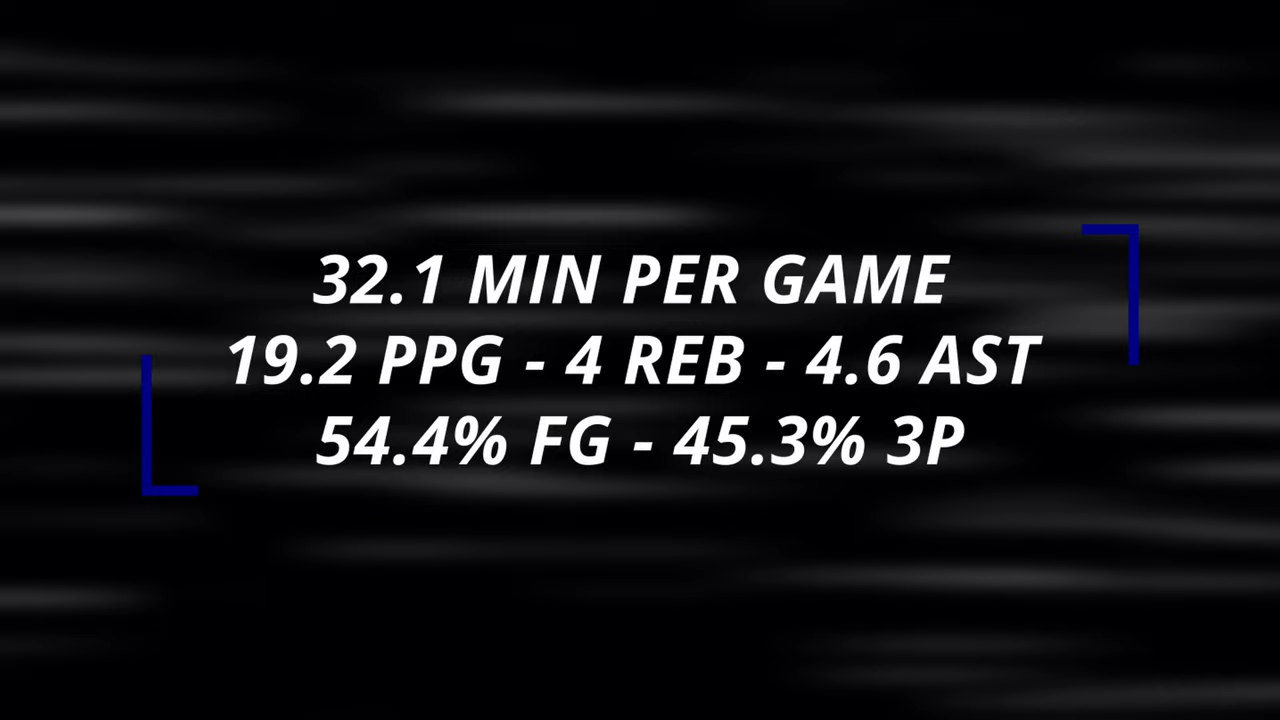 32.1 MIN PER GAME
19.2 PPG - 4 REB - 4.6 AST
54.4% FG - 45.3% 3P